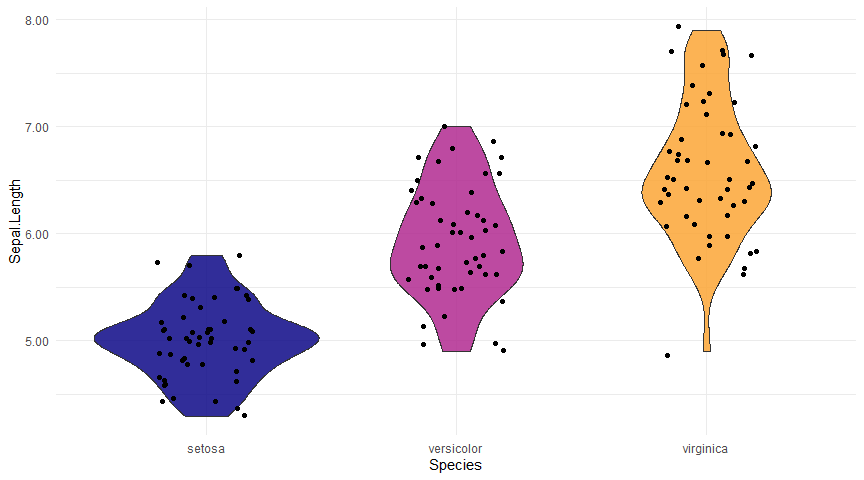 8.00
7.00
6.00
5.00
Sepal.Length
setosa versicolor virginica
Species